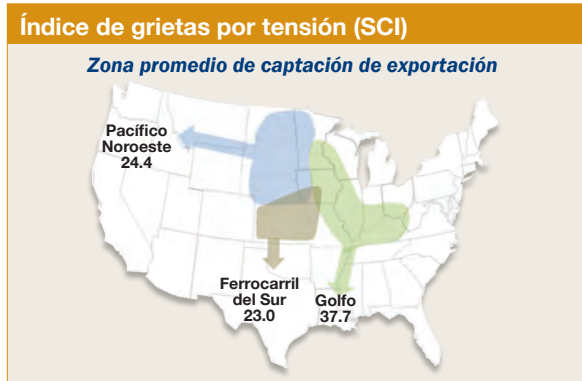 Índice de grietas por tensión (SCI)
Zona promedio de captación de exportación
Pacífico
Noroeste
24.4
Ferrocarril
del Sur
23.0
Golfo
37.7